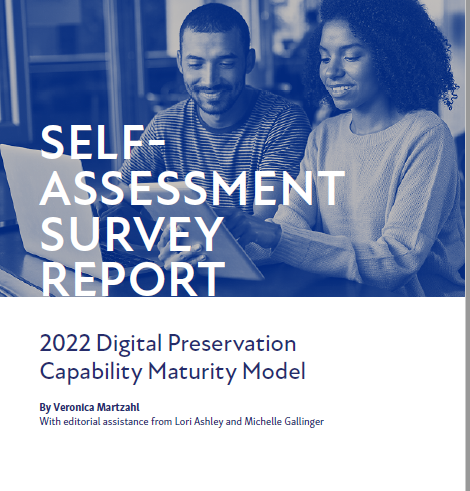 SELF-
ASSESSMENT
SURVEY
REPORT
2022 Digital Preservation
Capability Maturity Model
By Veronica Martzahl
With editorial assistance from Lori Ashley and Michelle Gallinger